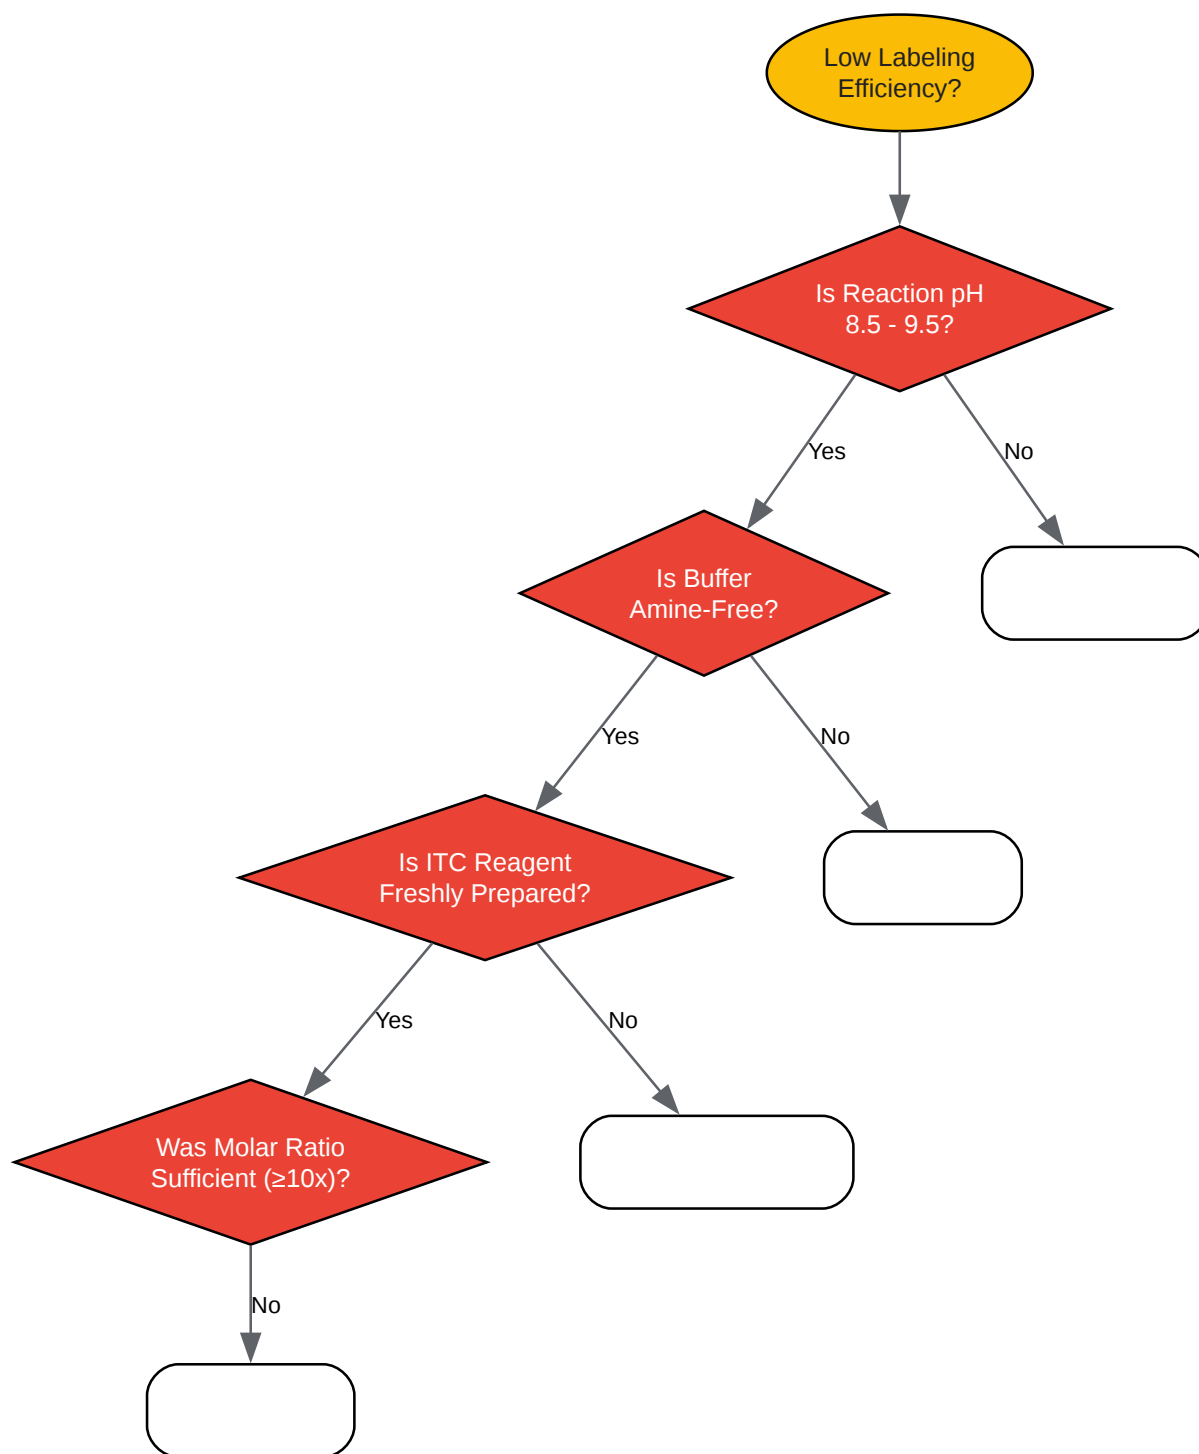 Low Labeling
Efficiency?
Is Reaction pH
8.5 - 9.5?
Yes
No
Is Buffer
Amine-Free?
Yes
No
Is ITC Reagent
Freshly Prepared?
Yes
No
Was Molar Ratio
Sufficient (≥10x)?
No